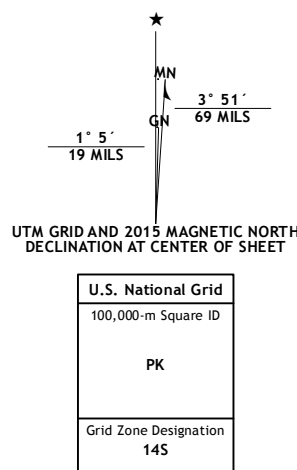 MN
3° 51´
69 MILS
GN
1° 5´
19 MILS
UTM GRID AND 2015 MAGNETIC NORTH
DECLINATION AT CENTER OF SHEET
U.S. National Grid
100,000-m Square ID
PK
Grid Zone Designation
14S